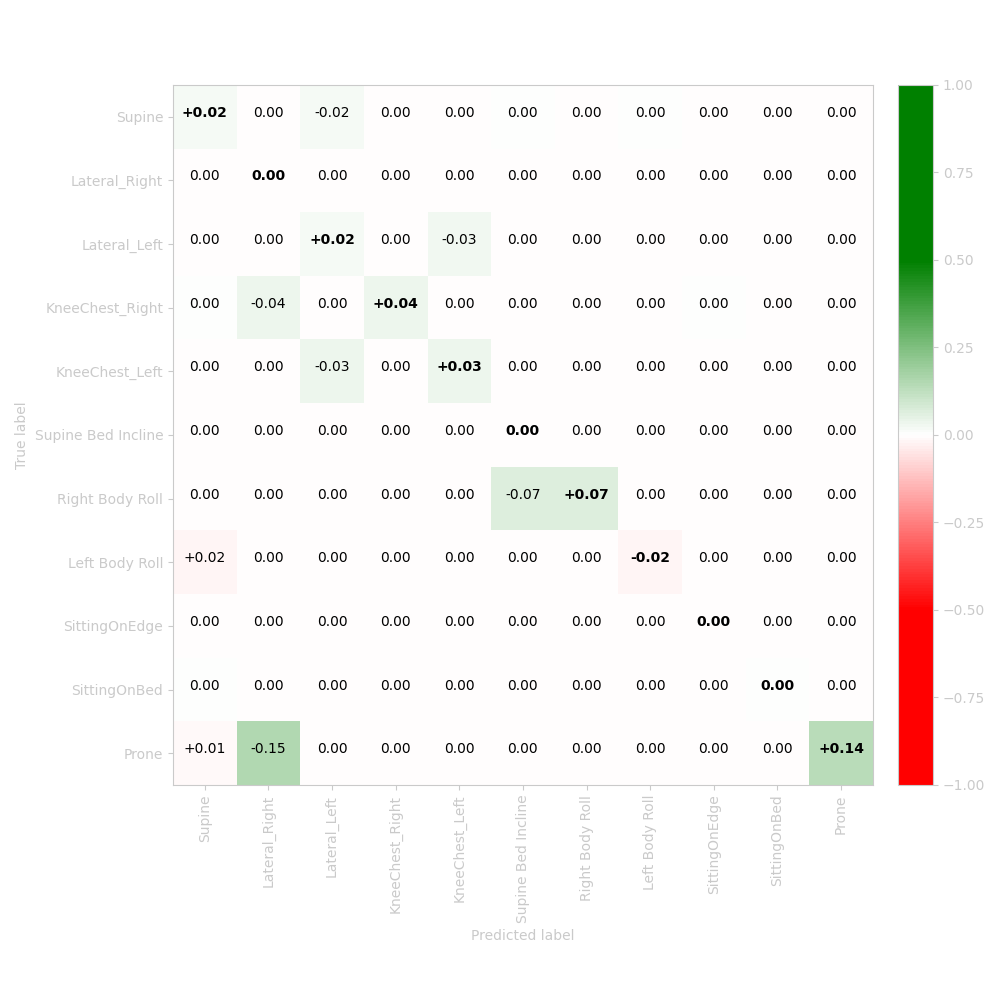 Supine +0.02 0.00 -0.02 0.00 0.00 0.00 0.00 0.00 0.00 0.00 0.00
Lateral_Right 0.00 0.00 0.00 0.00 0.00 0.00 0.00 0.00 0.00 0.00 0.00
Lateral_Left 0.00 0.00 +0.02 0.00 -0.03 0.00 0.00 0.00 0.00 0.00 0.00
KneeChest_Right 0.00 -0.04 0.00 +0.04 0.00 0.00 0.00 0.00 0.00 0.00 0.00
KneeChest_Left 0.00 0.00 -0.03 0.00 +0.03 0.00 0.00 0.00 0.00 0.00 0.00
Supine Bed Incline 0.00 0.00 0.00 0.00 0.00 0.00 0.00 0.00 0.00 0.00 0.00
Right Body Roll 0.00 0.00 0.00 0.00 0.00 -0.07 +0.07 0.00 0.00 0.00 0.00
Left Body Roll +0.02 0.00 0.00 0.00 0.00 0.00 0.00 -0.02 0.00 0.00 0.00
SittingOnEdge 0.00 0.00 0.00 0.00 0.00 0.00 0.00 0.00 0.00 0.00 0.00
SittingOnBed 0.00 0.00 0.00 0.00 0.00 0.00 0.00 0.00 0.00 0.00 0.00
Prone +0.01 -0.15 0.00 0.00 0.00 0.00 0.00 0.00 0.00 0.00 +0.14
True label
Supine
Lateral_Right
Lateral_Left
KneeChest_Right
KneeChest_Left
Supine Bed Incline
Right Body Roll
Left Body Roll
SittingOnEdge
SittingOnBed
Prone
Predicted label
1.00
0.75
0.50
0.25
0.00
−0.25
−0.50
−0.75
−1.00